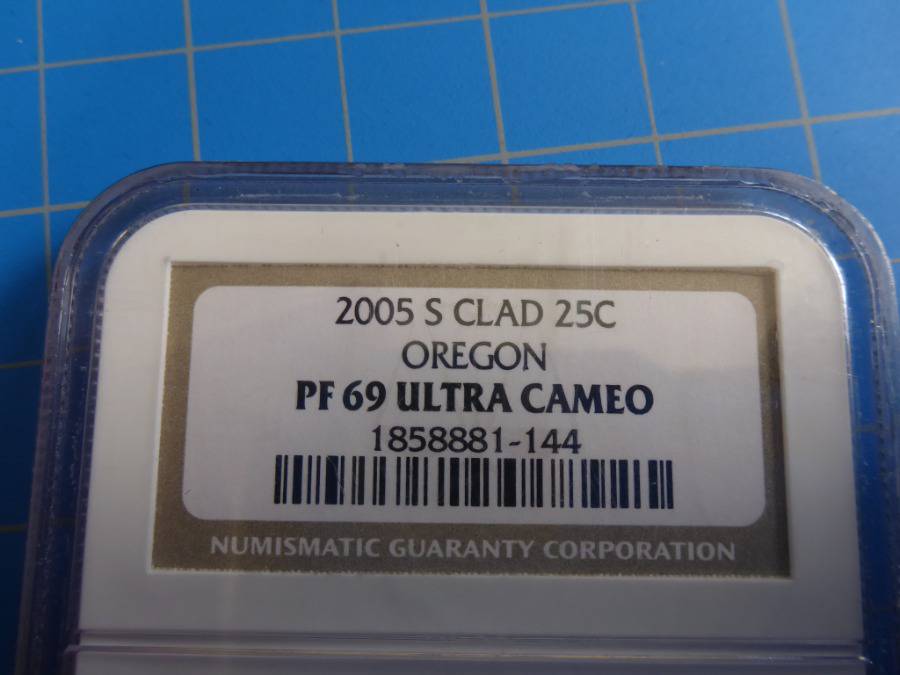 2005 S CLAD 25C
OREGON
PF 69 ULTRA CAMEO
1858881-144
NUMISMATIC GUARANTY CORPORATION